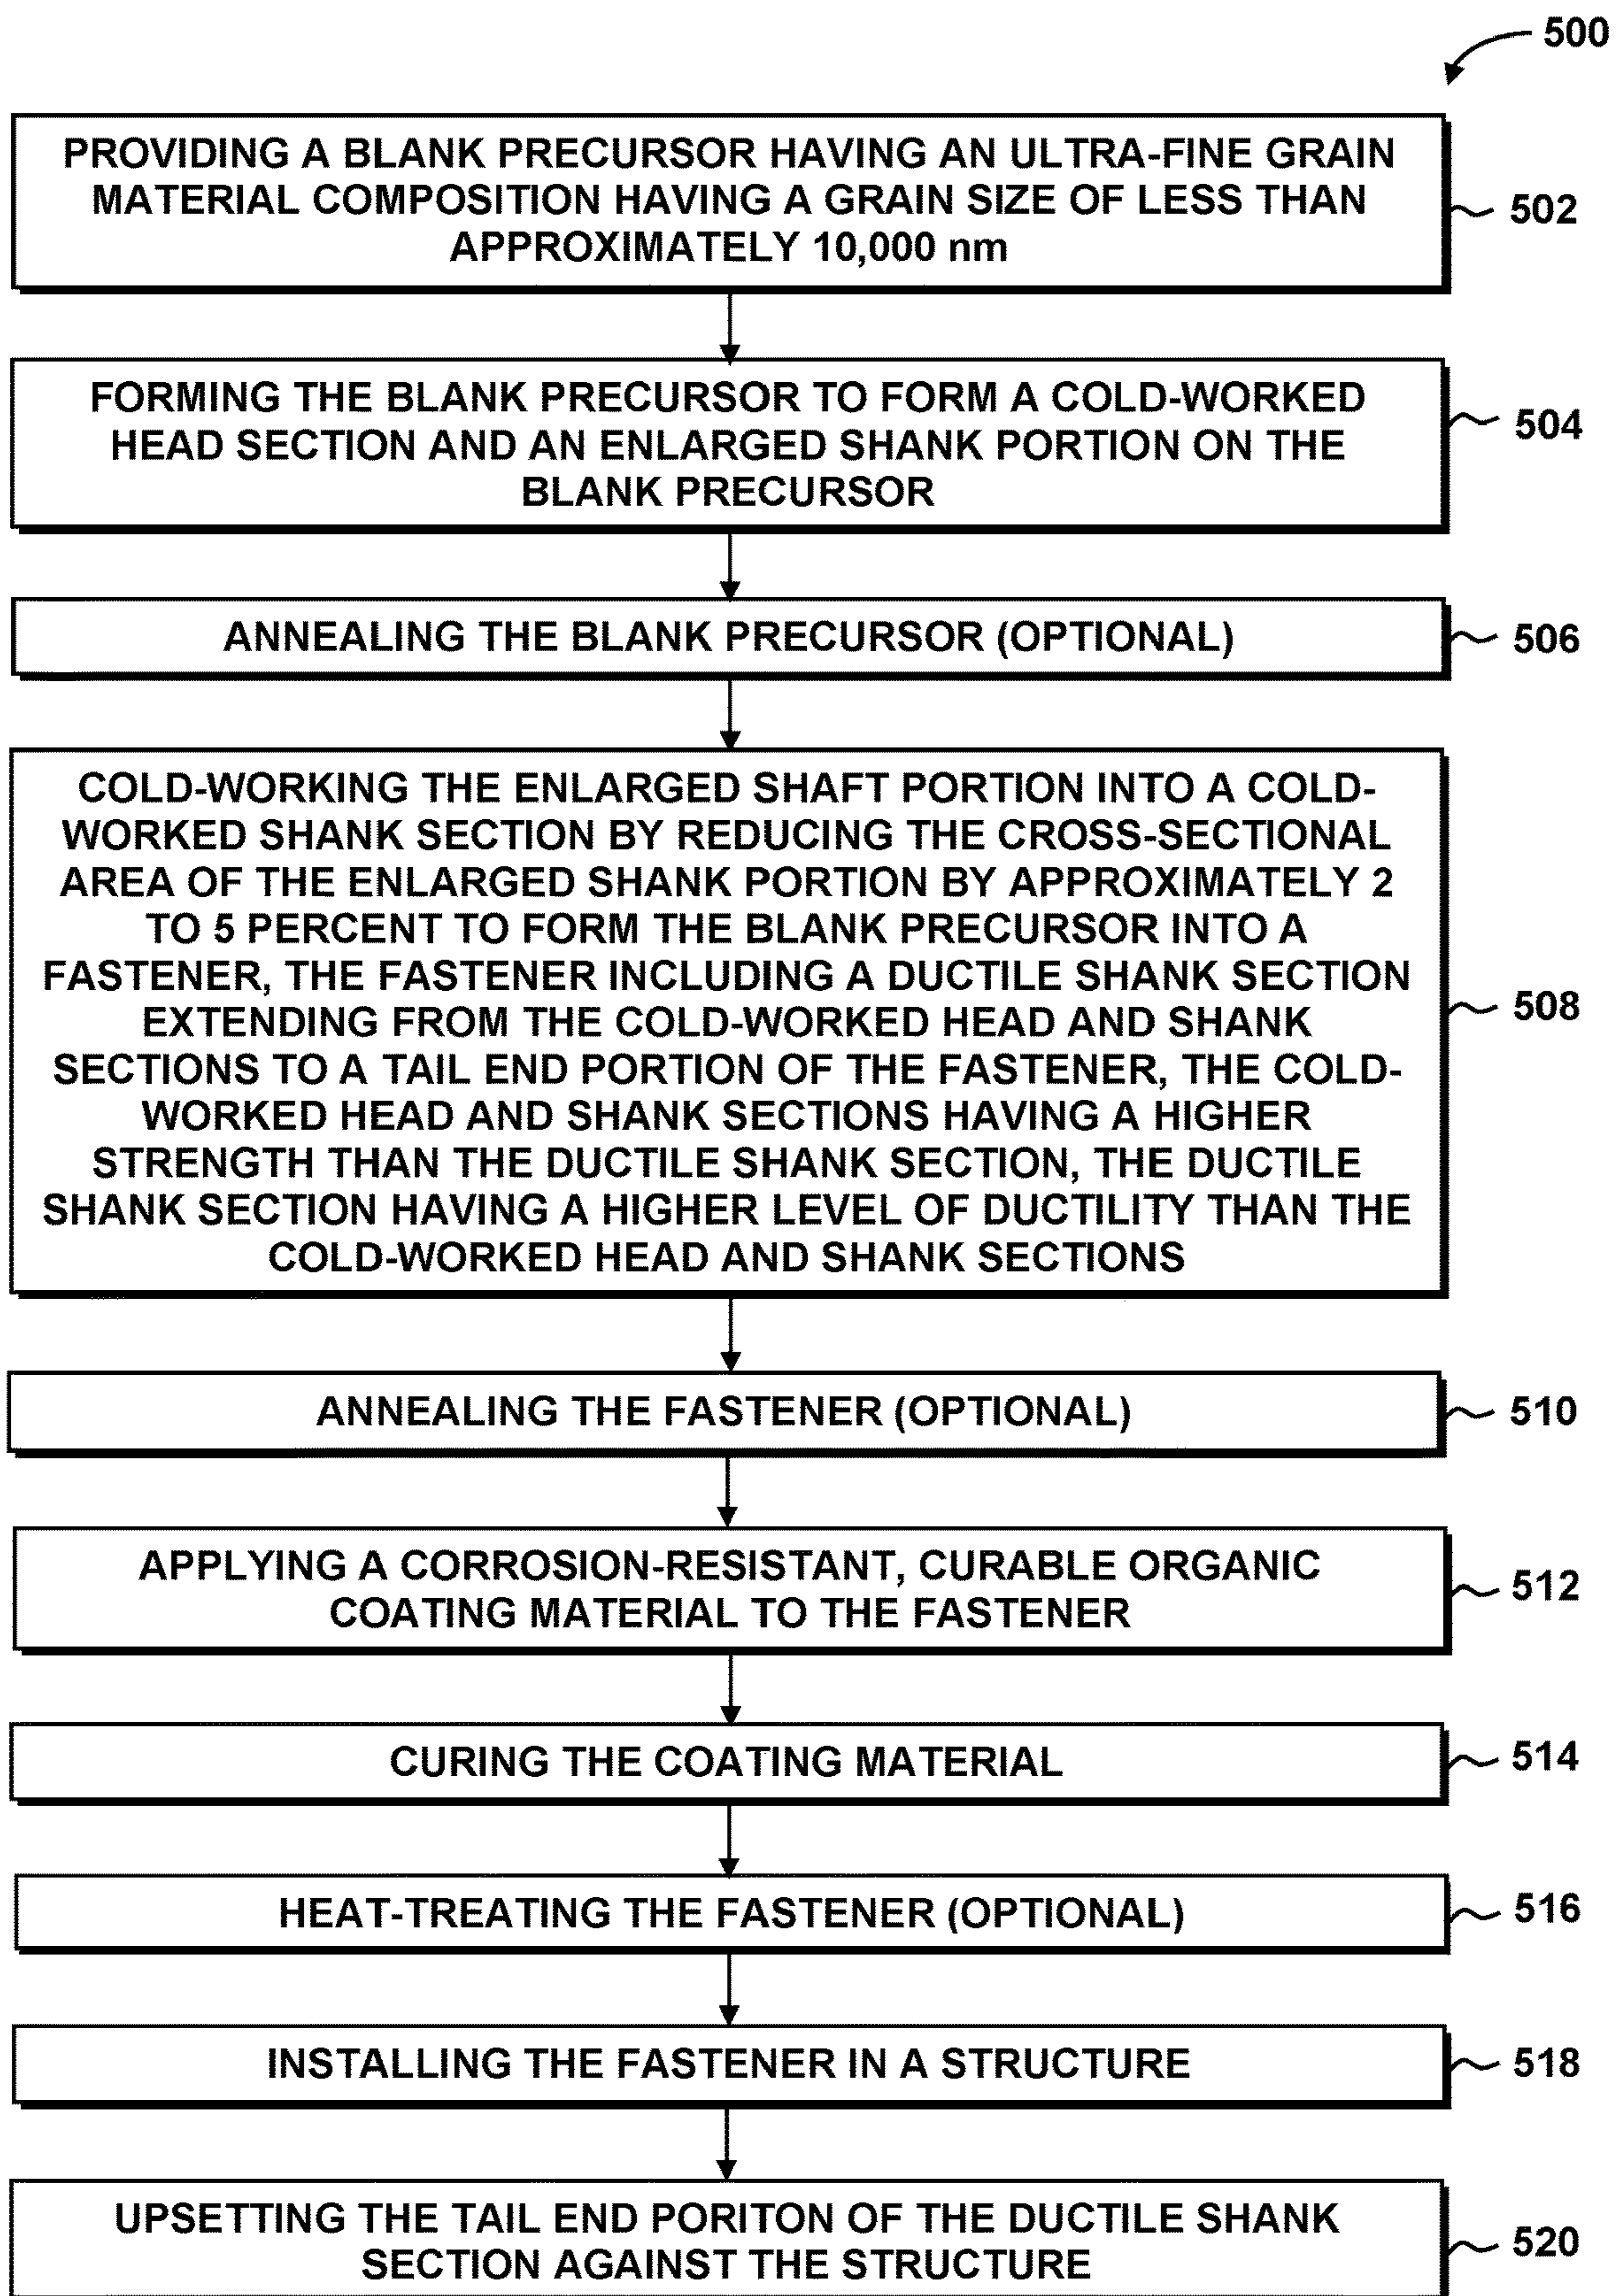 500
PROVIDING A BLANK PRECURSOR HAVING AN ULTRA-FINE GRAIN
MATERIAL COMPOSITION HAVING A GRAIN SIZE OF LESS THAN
APPROXIMATELY 10,000 nm
502
FORMING THE BLANK PRECURSOR TO FORM A COLD-WORKED
HEAD SECTION AND AN ENLARGED SHANK PORTION ON THE
BLANK PRECURSOR
504
ANNEALING THE BLANK PRECURSOR (OPTIONAL)
506
COLD-WORKING THE ENLARGED SHAFT PORTION INTO A COLD-
WORKED SHANK SECTION BY REDUCING THE CROSS-SECTIONAL
AREA OF THE ENLARGED SHANK PORTION BY APPROXIMATELY 2
TO 5 PERCENT TO FORM THE BLANK PRECURSOR INTO A
FASTENER, THE FASTENER INCLUDING A DUCTILE SHANK SECTION
EXTENDING FROM THE COLD-WORKED HEAD AND SHANK
SECTIONS TO A TAIL END PORTION OF THE FASTENER, THE COLD-
WORKED HEAD AND SHANK SECTIONS HAVING A HIGHER
STRENGTH THAN THE DUCTILE SHANK SECTION, THE DUCTILE
SHANK SECTION HAVING A HIGHER LEVEL OF DUCTILITY THAN THE
COLD-WORKED HEAD AND SHANK SECTIONS
508
ANNEALING THE FASTENER (OPTIONAL)
510
APPLYING A CORROSION-RESISTANT, CURABLE ORGANIC
COATING MATERIAL TO THE FASTENER
512
CURING THE COATING MATERIAL
514
HEAT-TREATING THE FASTENER (OPTIONAL)
516
INSTALLING THE FASTENER IN A STRUCTURE
518
UPSETTING THE TAIL END PORITON OF THE DUCTILE SHANK
SECTION AGAINST THE STRUCTURE
520